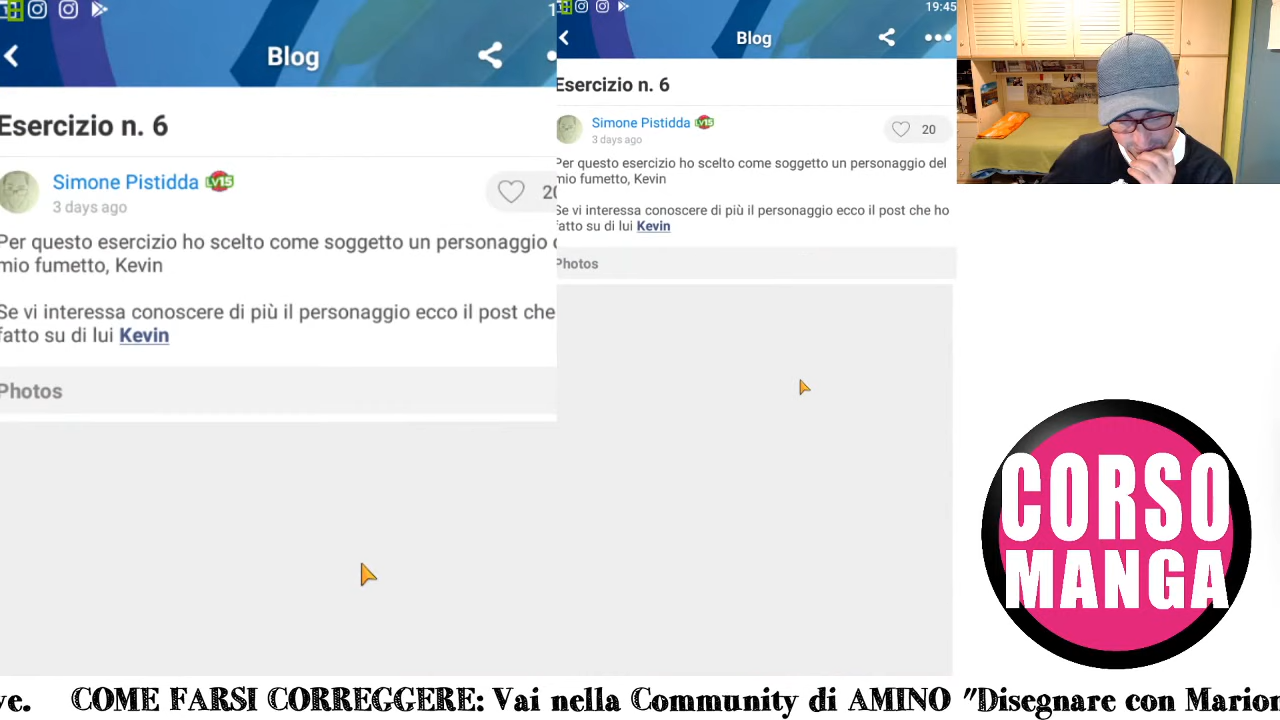 Blog
Esercizio n. 6
Simone Pistidda LV15
3 days ago
Per questo esercizio ho scelto come soggetto un personaggio
mio fumetto, Kevin
Se vi interessa conoscere di più il personaggio ecco il post che
fatto su di lui Kevin
Photos
19:45
Blog
Esercizio n. 6
Simone Pistidda LV15
3 days ago
20
Per questo esercizio ho scelto come soggetto un personaggio del
mio fumetto, Kevin
Se vi interessa conoscere di più il personaggio ecco il post che ho
fatto su di lui Kevin
Photos
CORSO
MANGA
ve. COME FARSI CORREGGERE: Vai nella Community di AMINO "Disegnare con Marion